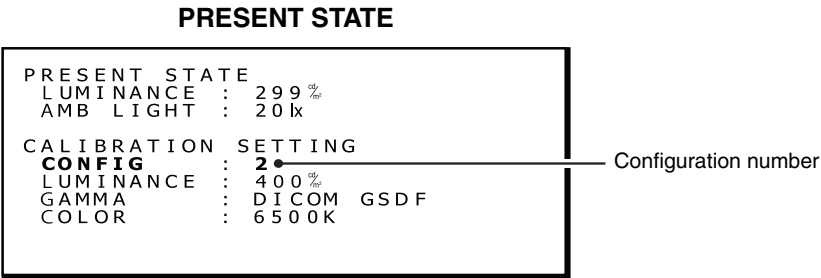 PRESENT STATE
PRESENT STATE
LUMINANCE : 299 cd/m²
AMB LIGHT : 20 lx
CALIBRATION SETTING
CONFIG : 2
Configuration number
LUMINANCE : 400 cd/m²
GAMMA : DICOM GSDF
COLOR : 6500K